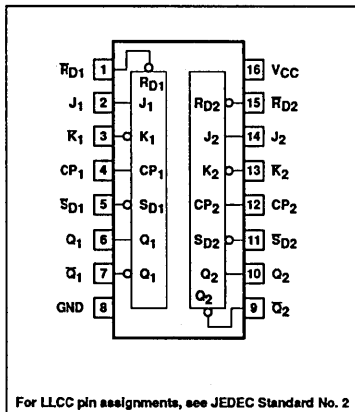 R̅D1 1 RD1 16 VCC
J1 2 J1 RD2 15 R̅D2
K̅1 3 K1 J2 14 J2
CP1 4 CP1 K2 13 K̅2
S̅D1 5 SD1 CP2 12 CP2
Q1 6 Q1 SD2 11 S̅D2
Q̅1 7 Q1 Q2 10 Q2
GND 8 Q2 9 Q̅2
For LLCC pin assignments, see JEDEC Standard No. 2